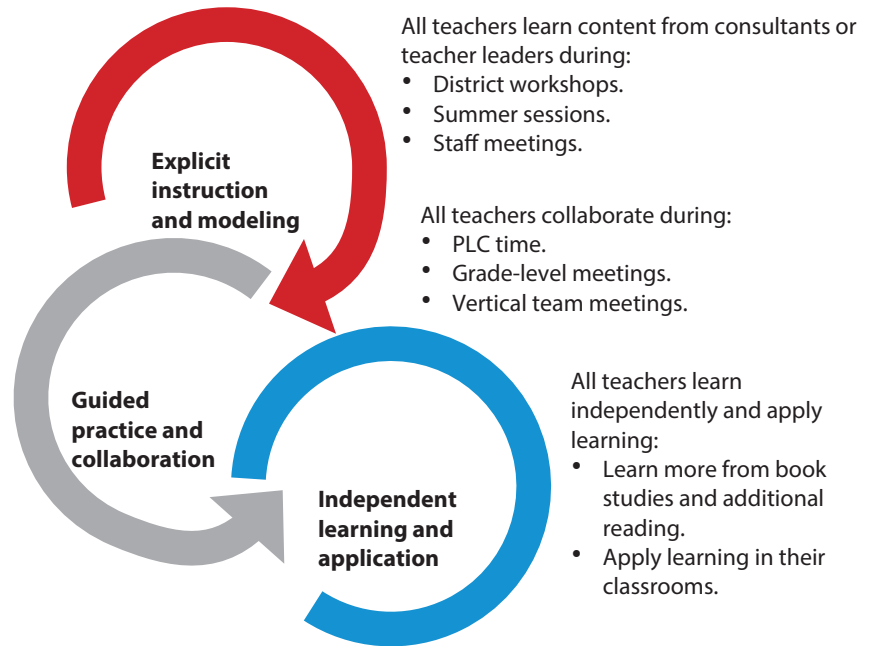 All teachers learn content from consultants or
teacher leaders during:
• District workshops.
• Summer sessions.
• Staff meetings.
Explicit
instruction
and modeling
All teachers collaborate during:
• PLC time.
• Grade-level meetings.
• Vertical team meetings.
Guided
practice and
collaboration
All teachers learn
independently and apply
learning:
• Learn more from book
studies and additional
reading.
• Apply learning in their
classrooms.
Independent
learning and
application